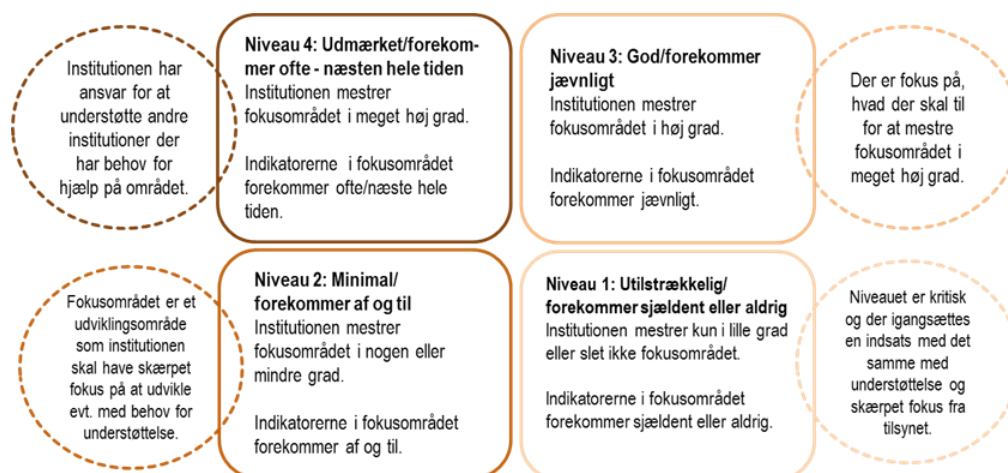 Institutionen har
ansvar for at
understøtte andre
institutioner der
har behov for
hjælp på området.
Niveau 4: Udmærket/forekom-
mer ofte - næsten hele tiden
Institutionen mestrer
fokusområdet i meget høj grad.
Indikatorerne i fokusområdet
forekommer ofte/næste hele
tiden.
Niveau 3: God/forekommer
jævnligt
Institutionen mestrer
fokusområdet i høj grad.
Indikatorerne i fokusområdet
forekommer jævnligt.
Der er fokus på,
hvad der skal til
for at mestre
fokusområdet i
meget høj grad.
Fokusområdet er et
udviklingsområde
som institutionen
skal have skærpet
fokus på at udvikle
evt. med behov for
understøttelse.
Niveau 2: Minimal/
forekommer af og til
Institutionen mestrer
fokusområdet i nogen eller
mindre grad.
Indikatorerne i fokusområdet
forekommer af og til.
Niveau 1: Utilstrækkelig/
forekommer sjældent eller aldrig
Institutionen mestrer kun i lille grad
eller slet ikke fokusområdet.
Indikatorerne i fokusområdet
forekommer sjældent eller aldrig.
Niveauet er kritisk
og der igangsættes
en indsats med det
samme med
understøttelse og
skærpet fokus fra
tilsynet.